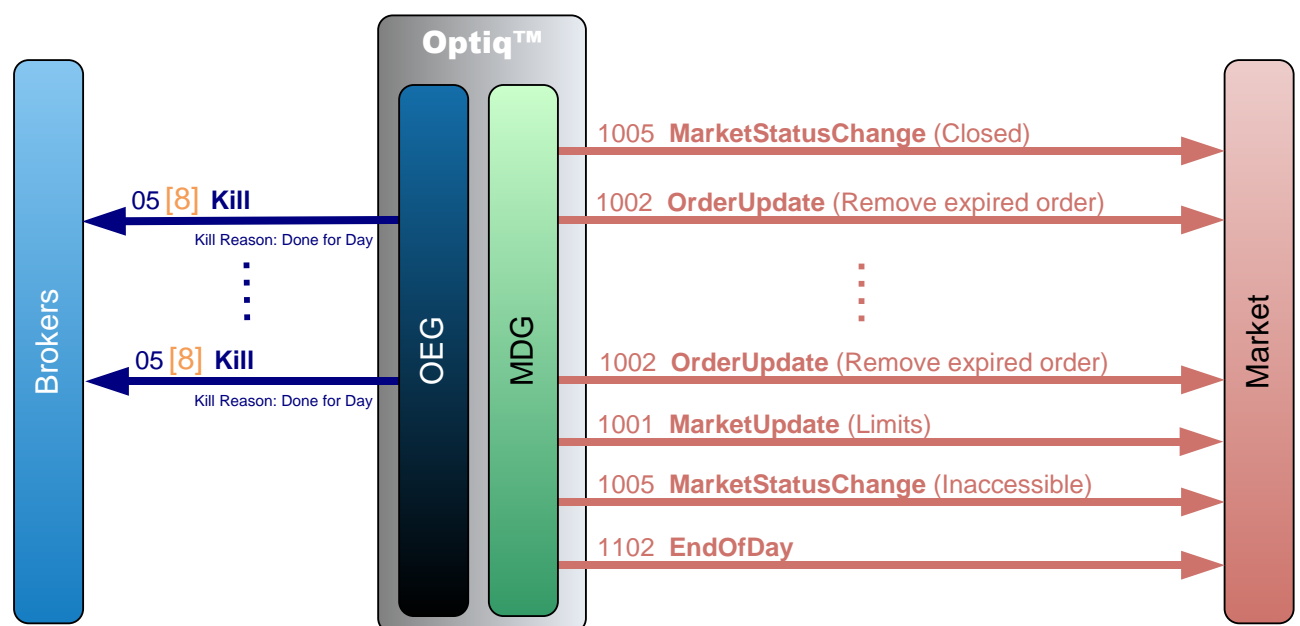 Optiq™
1005 MarketStatusChange (Closed)
05 [8] Kill
1002 OrderUpdate (Remove expired order)
Kill Reason: Done for Day
Brokers
OEG
MDG
Market
05 [8] Kill
1002 OrderUpdate (Remove expired order)
Kill Reason: Done for Day
1001 MarketUpdate (Limits)
1005 MarketStatusChange (Inaccessible)
1102 EndOfDay